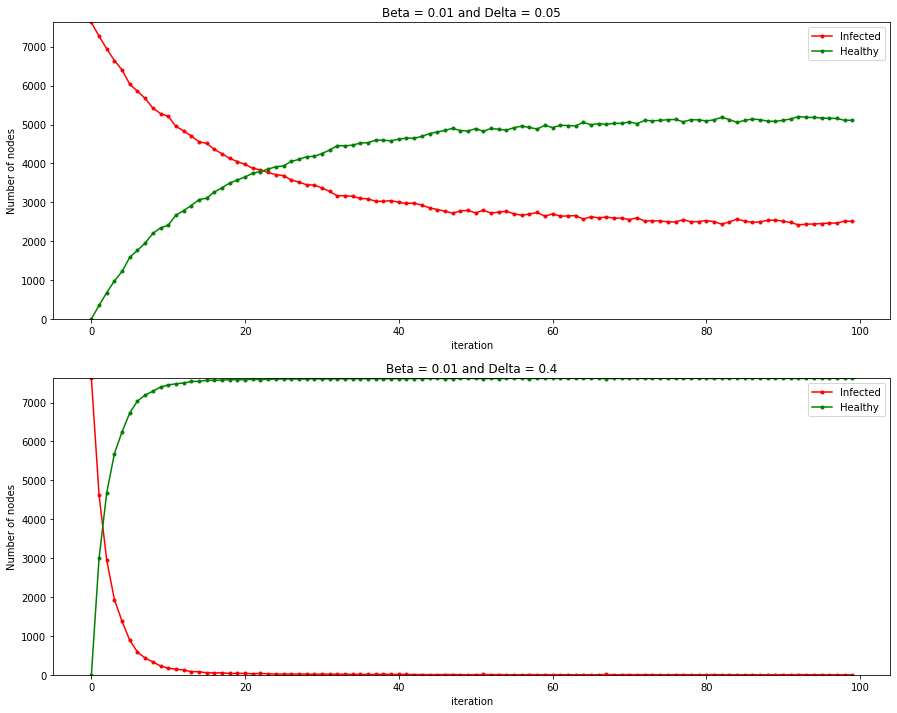 Beta = 0.01 and Delta = 0.05
Number of nodes
7000
6000
5000
4000
3000
2000
1000
0
Infected
Healthy
0 20 40 60 80 100
iteration
Beta = 0.01 and Delta = 0.4
Number of nodes
7000
6000
5000
4000
3000
2000
1000
0
Infected
Healthy
0 20 40 60 80 100
iteration